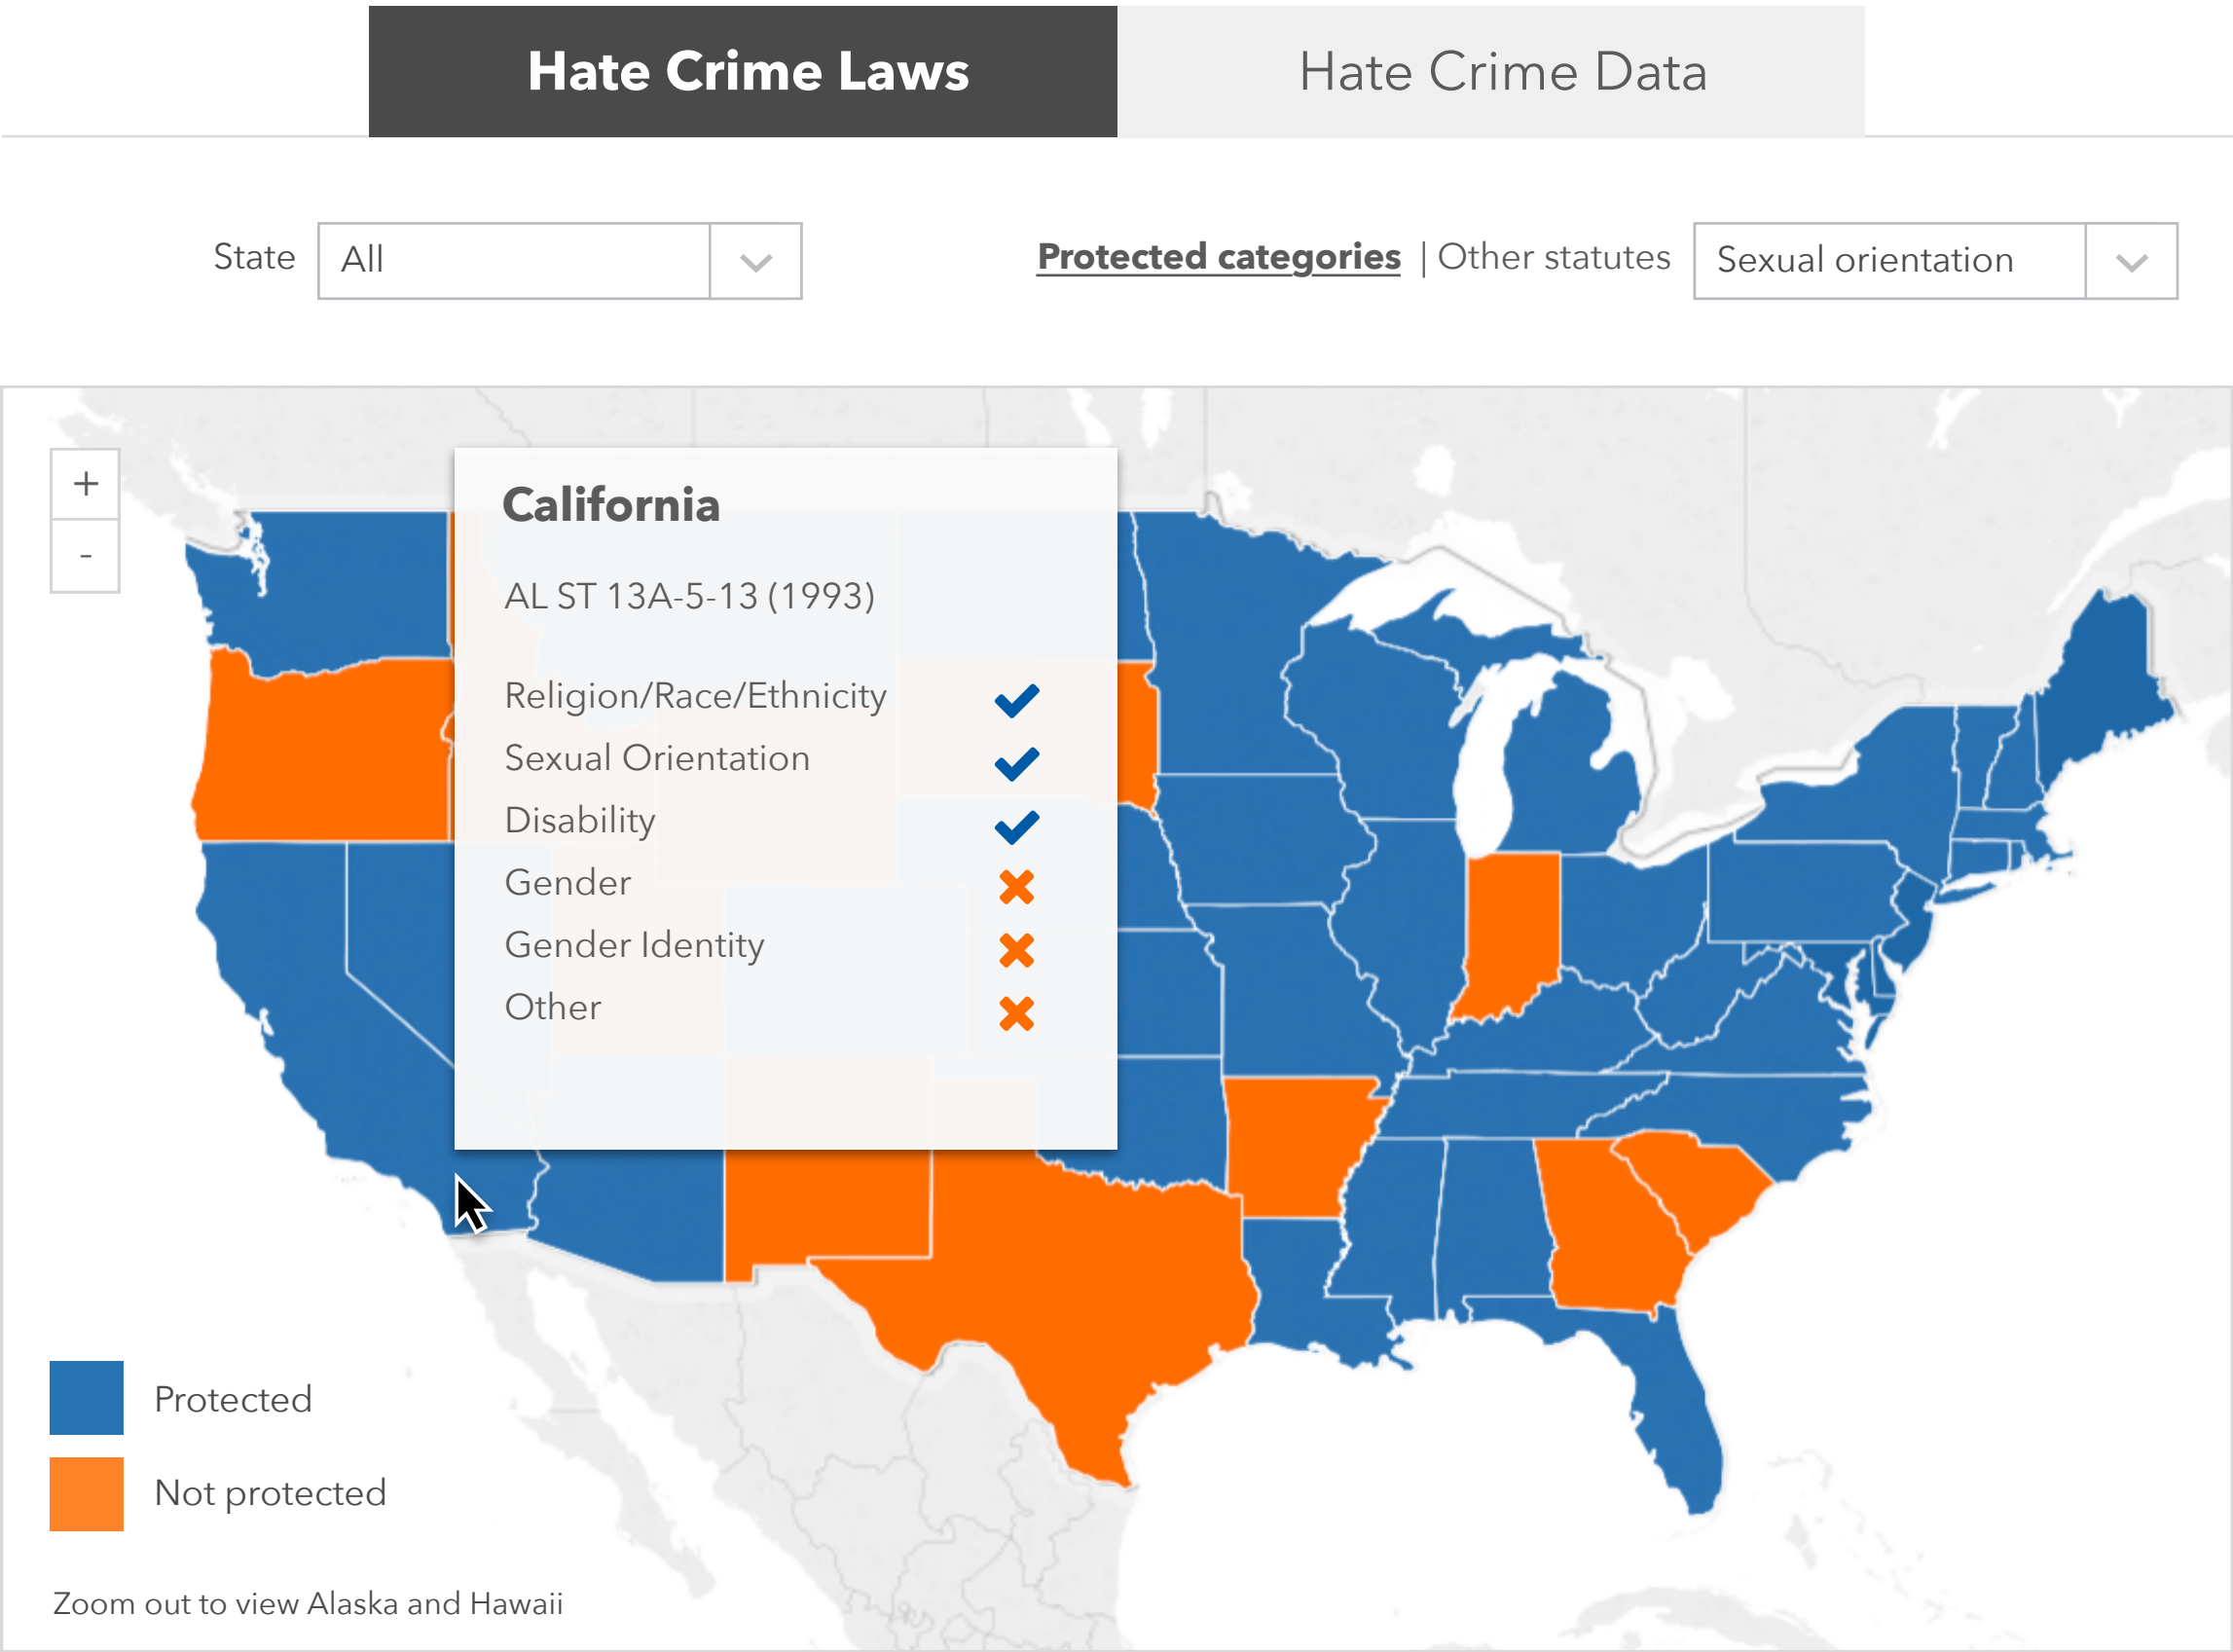 Hate Crime Laws
Hate Crime Data
State
All
Protected categories | Other statutes
Sexual orientation
+
-
California
AL ST 13A-5-13 (1993)
Religion/Race/Ethnicity
Sexual Orientation
Disability
Gender
Gender Identity
Other
Protected
Not protected
Zoom out to view Alaska and Hawaii